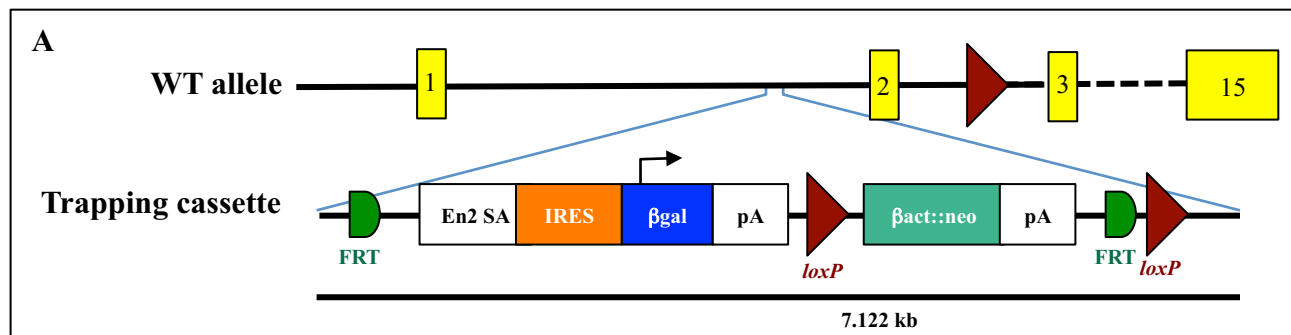 A
WT allele
1
2
3
15
Trapping cassette
En2 SA
IRES
βgal
pA
βact::neo
pA
FRT
loxP
FRT
loxP
7.122 kb